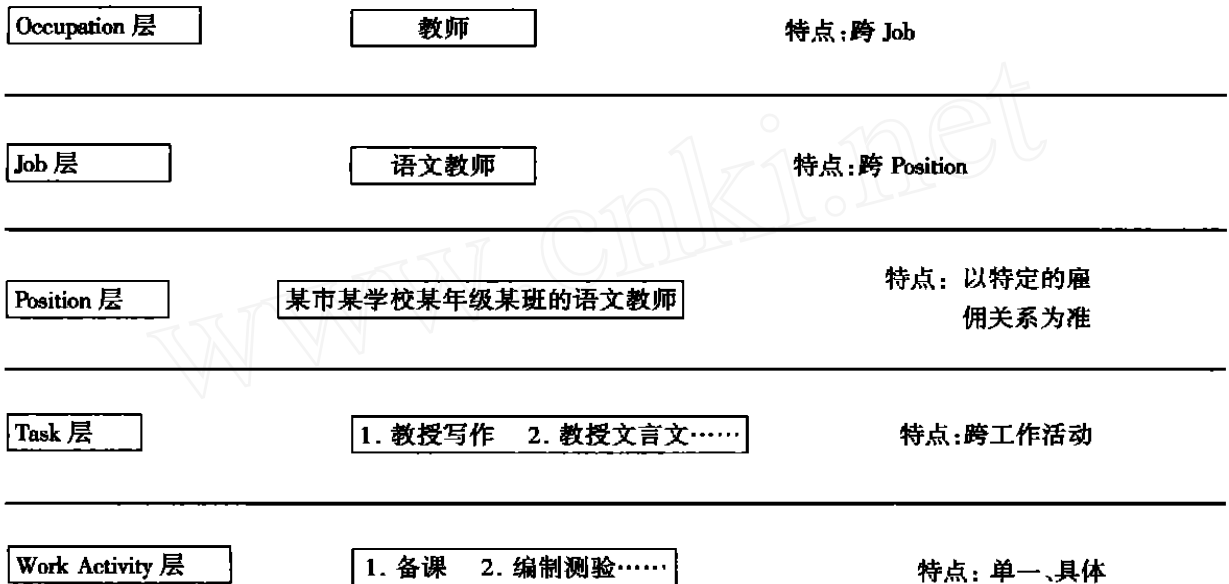 Occupation 层 教师 特点:跨 Job
Job 层 语文教师 特点:跨 Position
Position 层 某市某学校某年级某班的语文教师 特点: 以特定的雇
佣关系为准
Task 层 1. 教授写作 2. 教授文言文…… 特点:跨工作活动
Work Activity 层 1. 备课 2. 编制测验…… 特点: 单一、具体
www.cnki.net